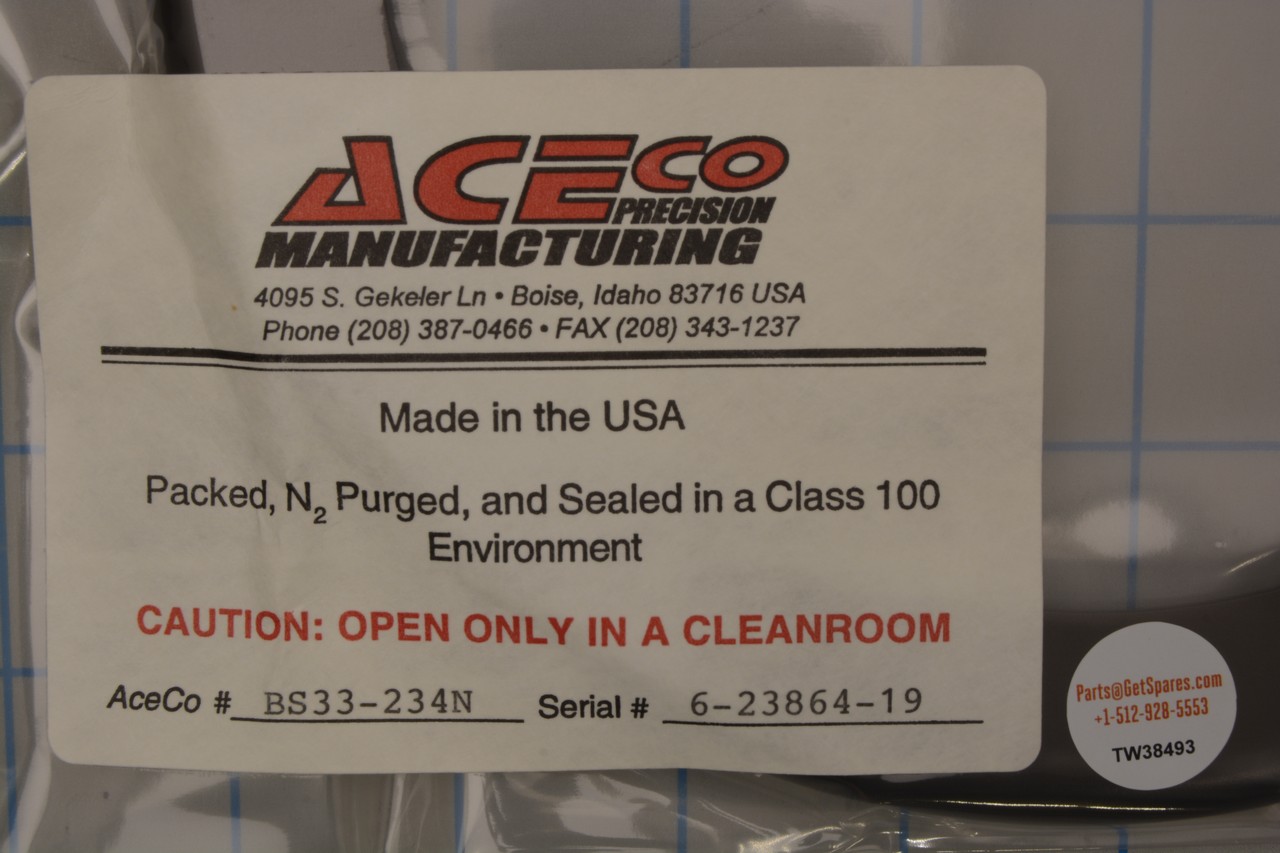 ACECO
PRECISION
MANUFACTURING
4095 S. Gekeler Ln • Boise, Idaho 83716 USA
Phone (208) 387-0466 • FAX (208) 343-1237
Made in the USA
Packed, N₂ Purged, and Sealed in a Class 100
Environment
CAUTION: OPEN ONLY IN A CLEANROOM
AceCo # BS33-234N Serial # 6-23864-19
Parts@GetSpares.com
+1-512-928-5553
TW38493